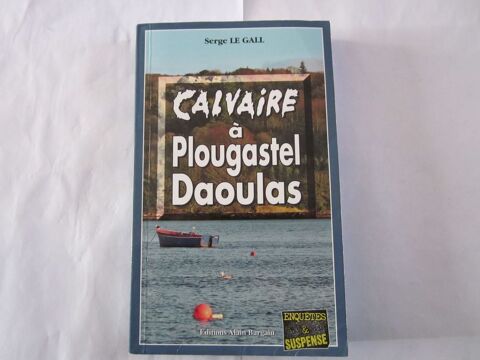 Serge LE GALL
CALVAIRE
à
Plougastel
Daoulas
Editions Alain Bargain
ENQUÊTES
&
SUSPENSE